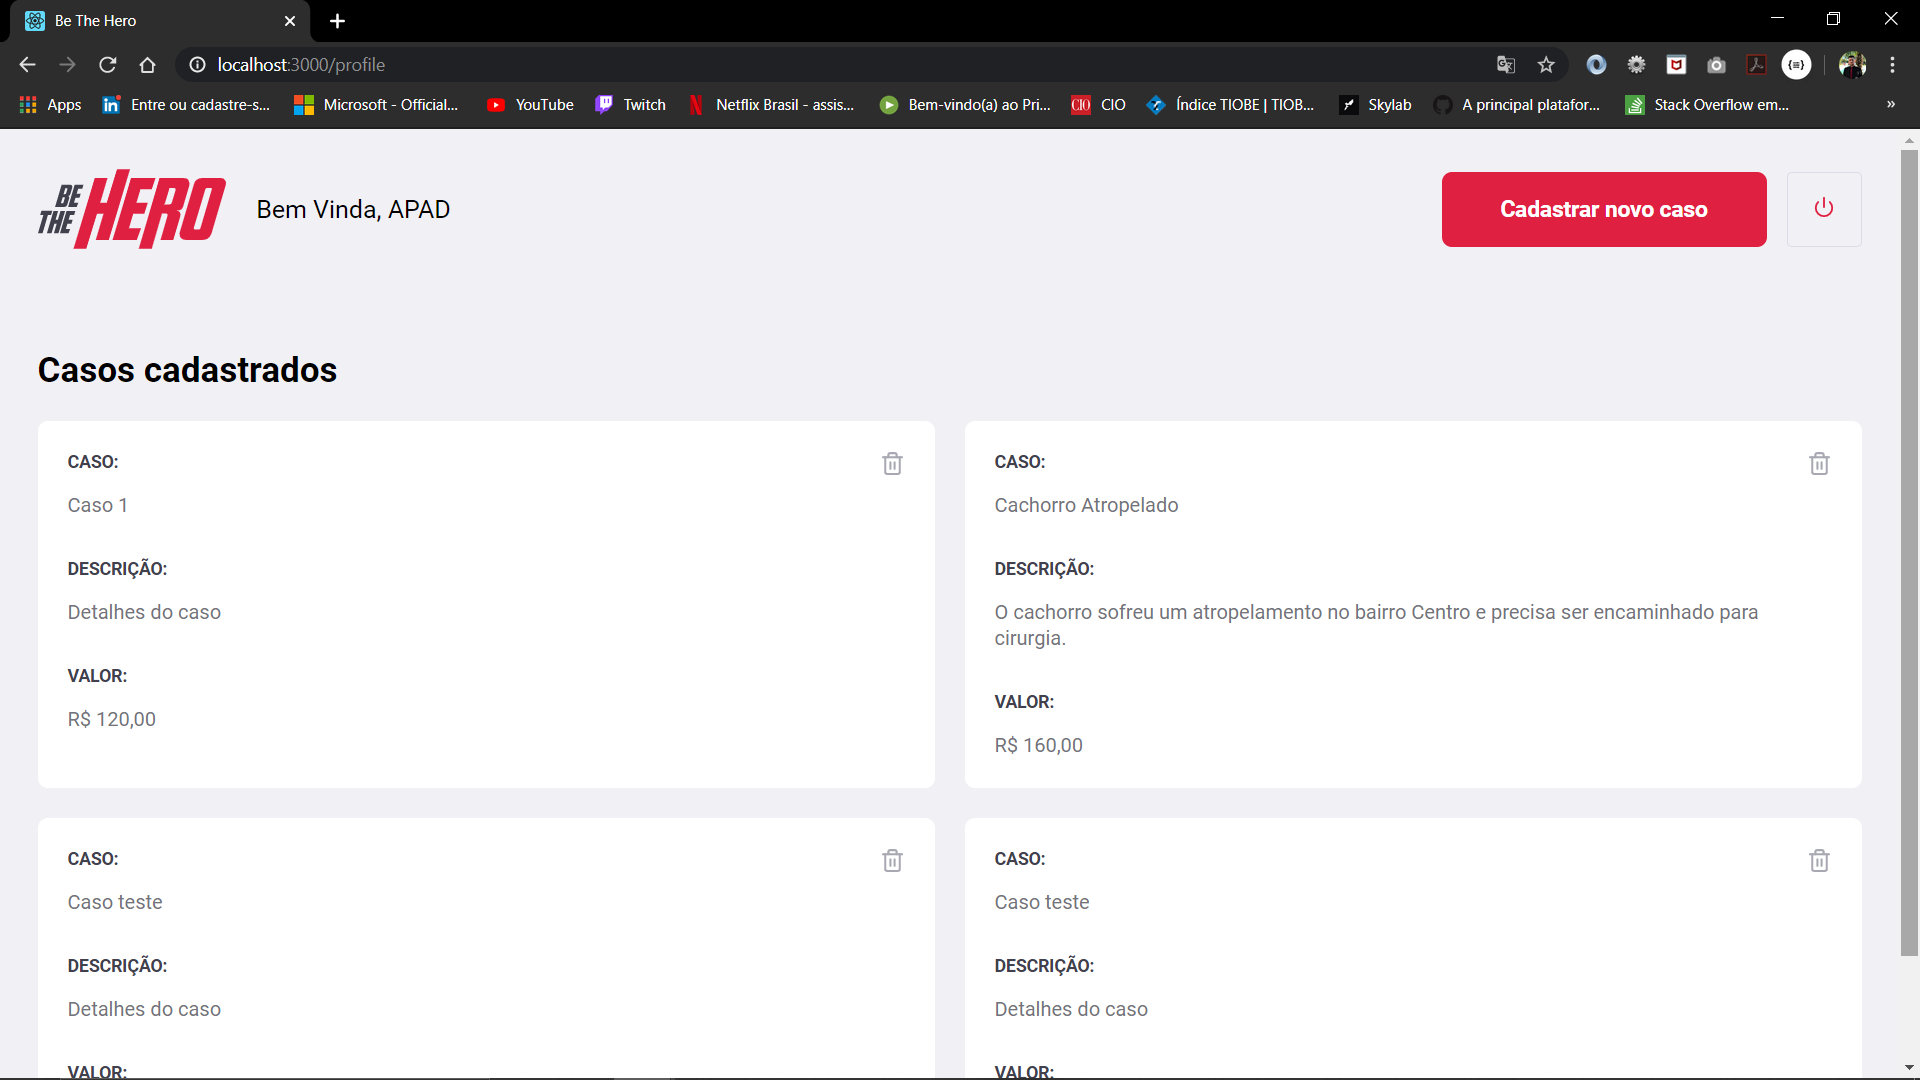 Be The Hero
localhost:3000/profile
Apps
Entre ou cadastre-s...
Microsoft - Official...
YouTube
Twitch
Netflix Brasil - assis...
Bem-vindo(a) ao Pri...
CIO CIO
Índice TIOBE | TIOB...
Skylab
A principal platafor...
Stack Overflow em...
»
BE THE HERO
Bem Vinda, APAD
Cadastrar novo caso
Casos cadastrados
CASO:
Caso 1
DESCRIÇÃO:
Detalhes do caso
VALOR:
R$ 120,00
CASO:
Cachorro Atropelado
DESCRIÇÃO:
O cachorro sofreu um atropelamento no bairro Centro e precisa ser encaminhado para
cirurgia.
VALOR:
R$ 160,00
CASO:
Caso teste
DESCRIÇÃO:
Detalhes do caso
VALOR:
CASO:
Caso teste
DESCRIÇÃO:
Detalhes do caso
VALOR: